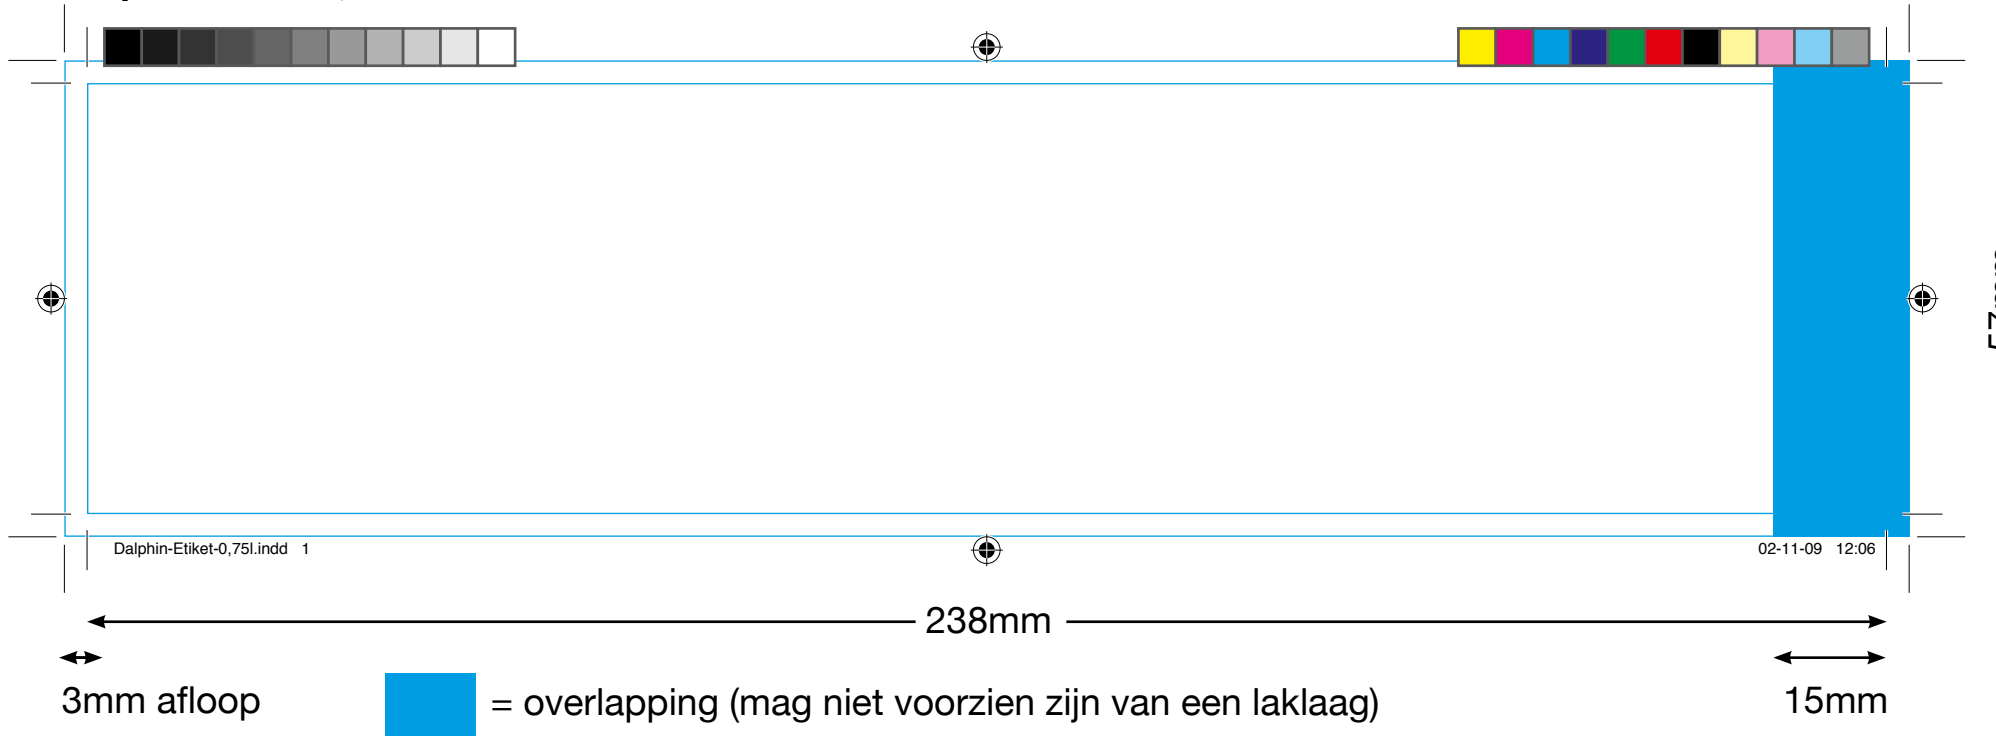 Dalphin-Etiket-0,75l.indd 1
02-11-09 12:06
238mm
3mm afloop
= overlapping (mag niet voorzien zijn van een laklaag)
15mm